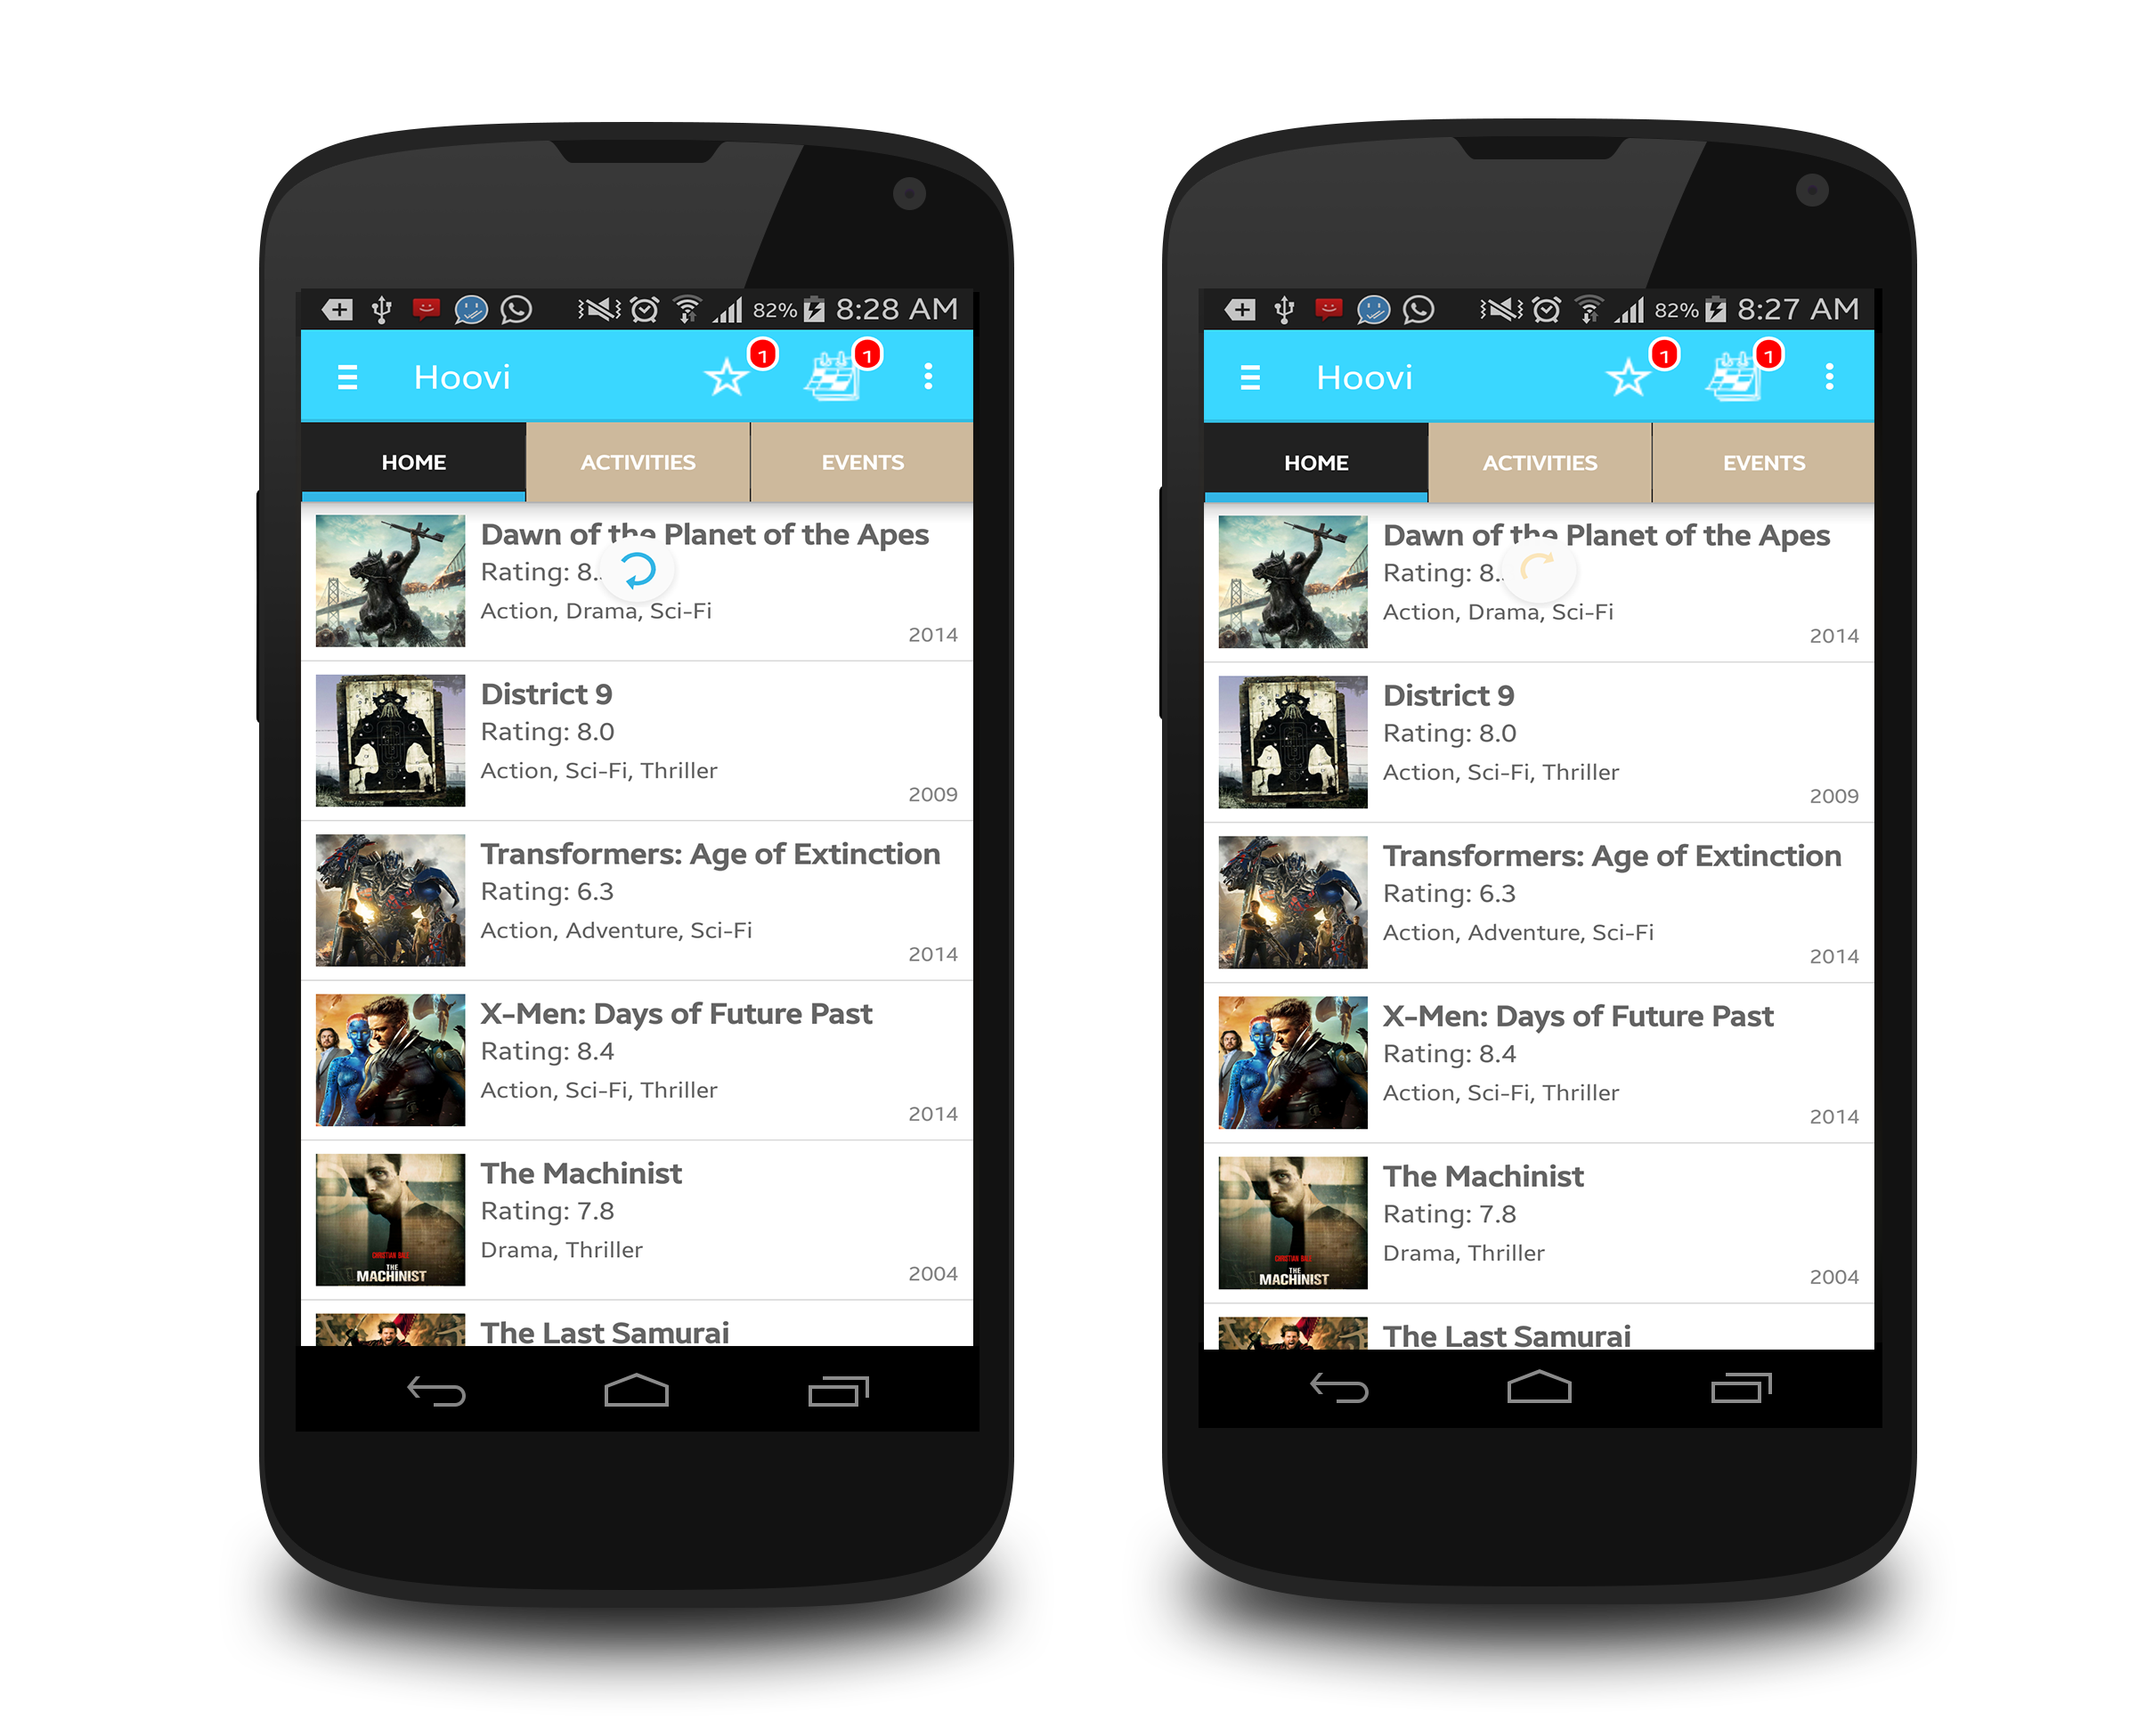 82% 8:28 AM
Hoovi 1 1
HOME ACTIVITIES EVENTS
Dawn of the Planet of the Apes
Rating: 8.
Action, Drama, Sci-Fi
2014
District 9
Rating: 8.0
Action, Sci-Fi, Thriller
2009
Transformers: Age of Extinction
Rating: 6.3
Action, Adventure, Sci-Fi
2014
X-Men: Days of Future Past
Rating: 8.4
Action, Sci-Fi, Thriller
2014
CHRISTIAN BALE
THE
MACHINIST
The Machinist
Rating: 7.8
Drama, Thriller
2004
The Last Samurai
82% 8:27 AM
Hoovi 1 1
HOME ACTIVITIES EVENTS
Dawn of the Planet of the Apes
Rating: 8.
Action, Drama, Sci-Fi
2014
District 9
Rating: 8.0
Action, Sci-Fi, Thriller
2009
Transformers: Age of Extinction
Rating: 6.3
Action, Adventure, Sci-Fi
2014
X-Men: Days of Future Past
Rating: 8.4
Action, Sci-Fi, Thriller
2014
CHRISTIAN BALE
THE
MACHINIST
The Machinist
Rating: 7.8
Drama, Thriller
2004
The Last Samurai